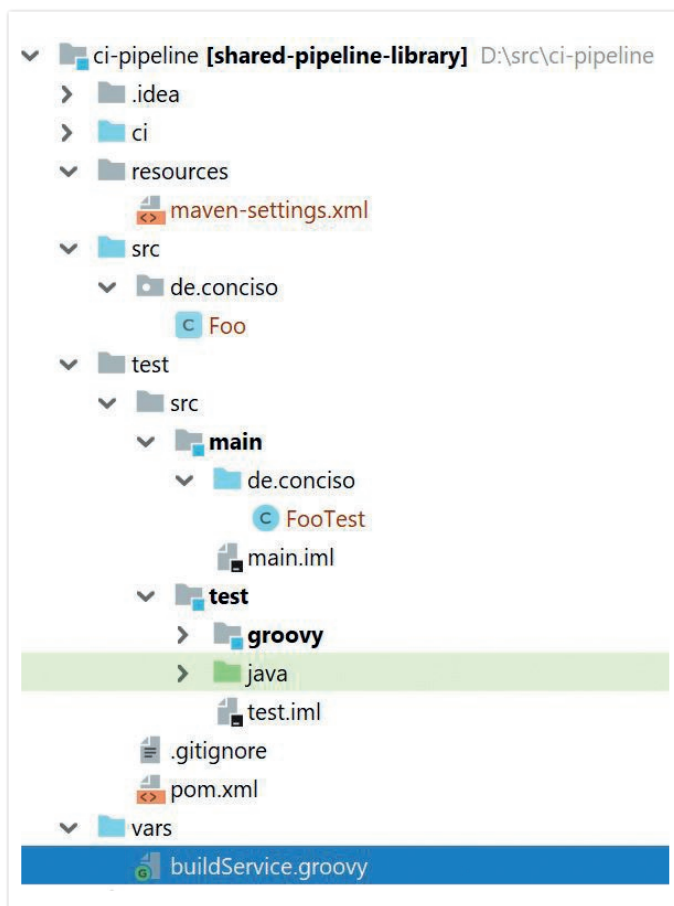 ci-pipeline [shared-pipeline-library] D:\src\ci-pipeline
.idea
ci
resources
maven-settings.xml
src
de.conciso
Foo
test
src
main
de.conciso
FooTest
main.iml
test
groovy
java
test.iml
.gitignore
pom.xml
vars
buildService.groovy